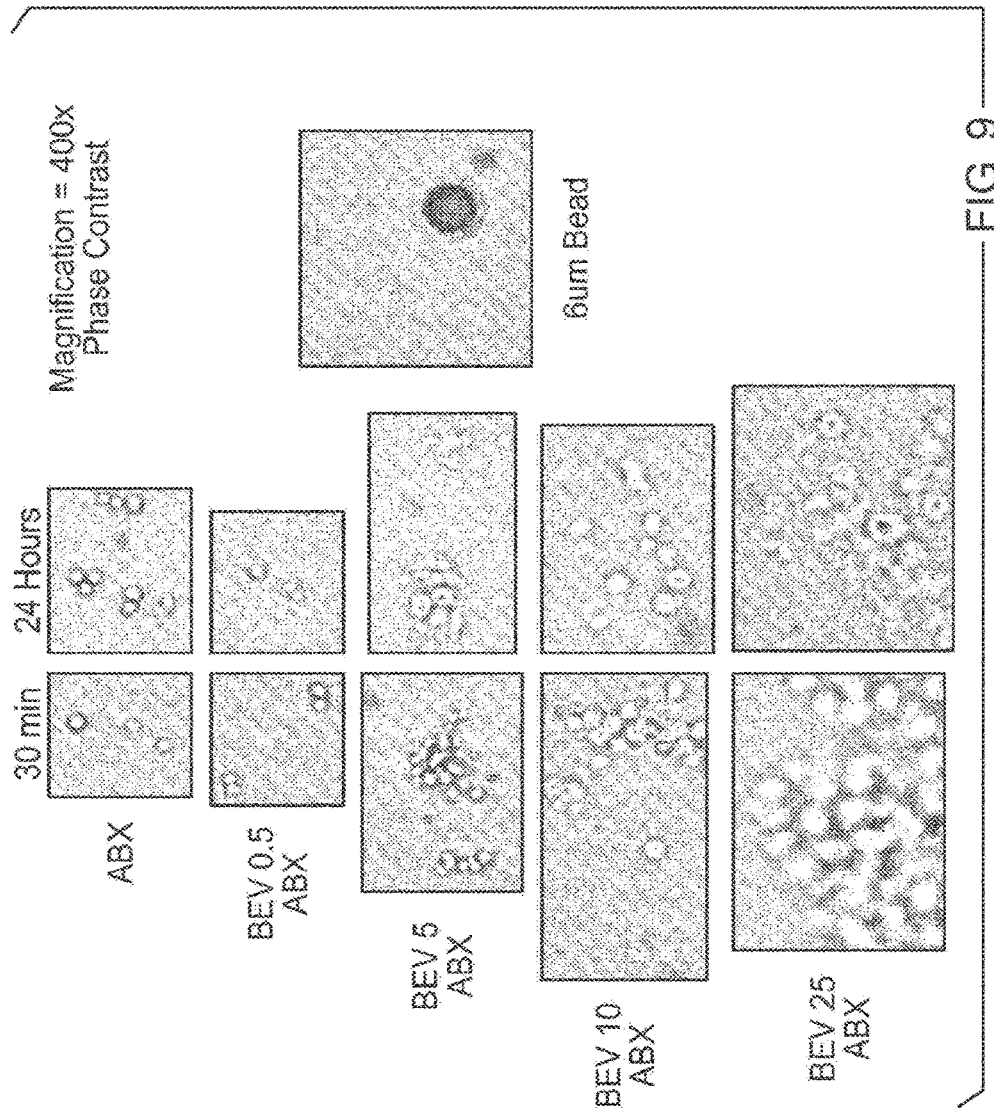 Magnification = 400x
Phase Contrast
30 min
24 Hours
ABX
BEV 0.5
ABX
BEV 5
ABX
BEV 10
ABX
BEV 25
ABX
6um Bead
FIG 9